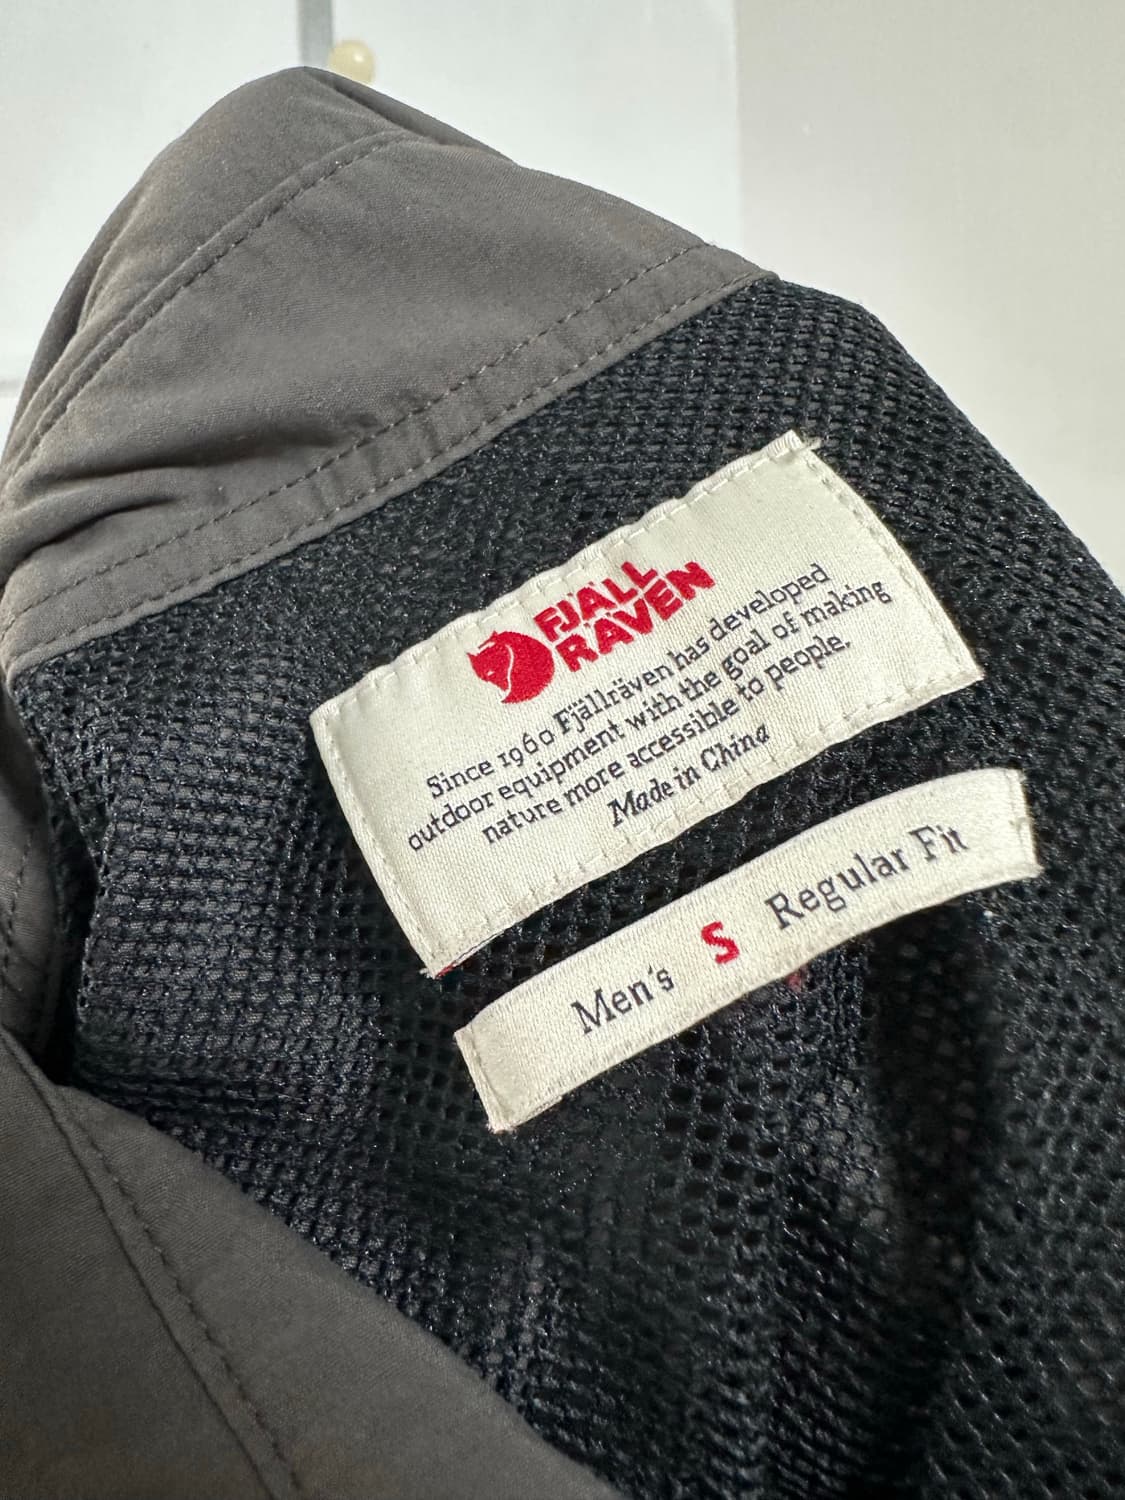 FJÄLL
RÄVEN
Since 1960 Fjällräven has developed
outdoor equipment with the goal of making
nature more accessible to people.
Made in China
Men's S Regular Fit